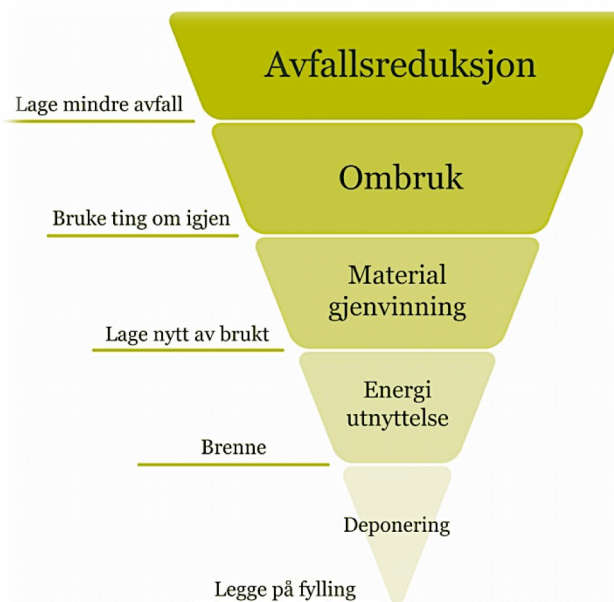 Avfallsreduksjon
Lage mindre avfall
Ombruk
Bruke ting om igjen
Material
gjenvinning
Lage nytt av brukt
Energi
utnyttelse
Brenne
Deponering
Legge på fylling